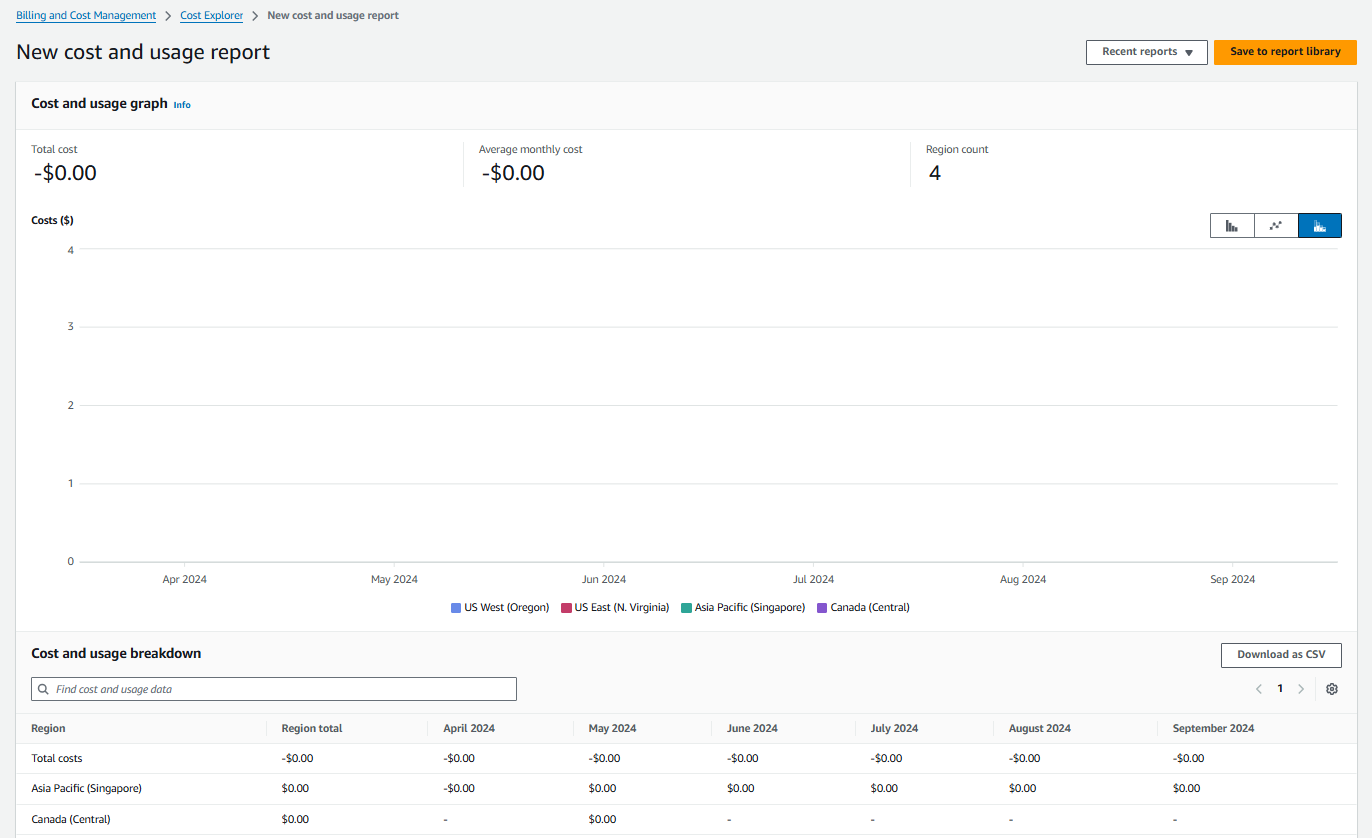 Billing and Cost Management > Cost Explorer > New cost and usage report
New cost and usage report
Recent reports ▼
Save to report library
Cost and usage graph Info
Total cost
-$0.00
Average monthly cost
-$0.00
Region count
4
Costs ($)
4
3
2
1
0
Apr 2024 May 2024 Jun 2024 Jul 2024 Aug 2024 Sep 2024
US West (Oregon) US East (N. Virginia) Asia Pacific (Singapore) Canada (Central)
Cost and usage breakdown
Download as CSV
Find cost and usage data
< 1 >
Region Region total April 2024 May 2024 June 2024 July 2024 August 2024 September 2024
Total costs -$0.00 -$0.00 -$0.00 -$0.00 -$0.00 -$0.00 -$0.00
Asia Pacific (Singapore) $0.00 -$0.00 $0.00 $0.00 $0.00 $0.00 $0.00
Canada (Central) $0.00 - $0.00 - - - -